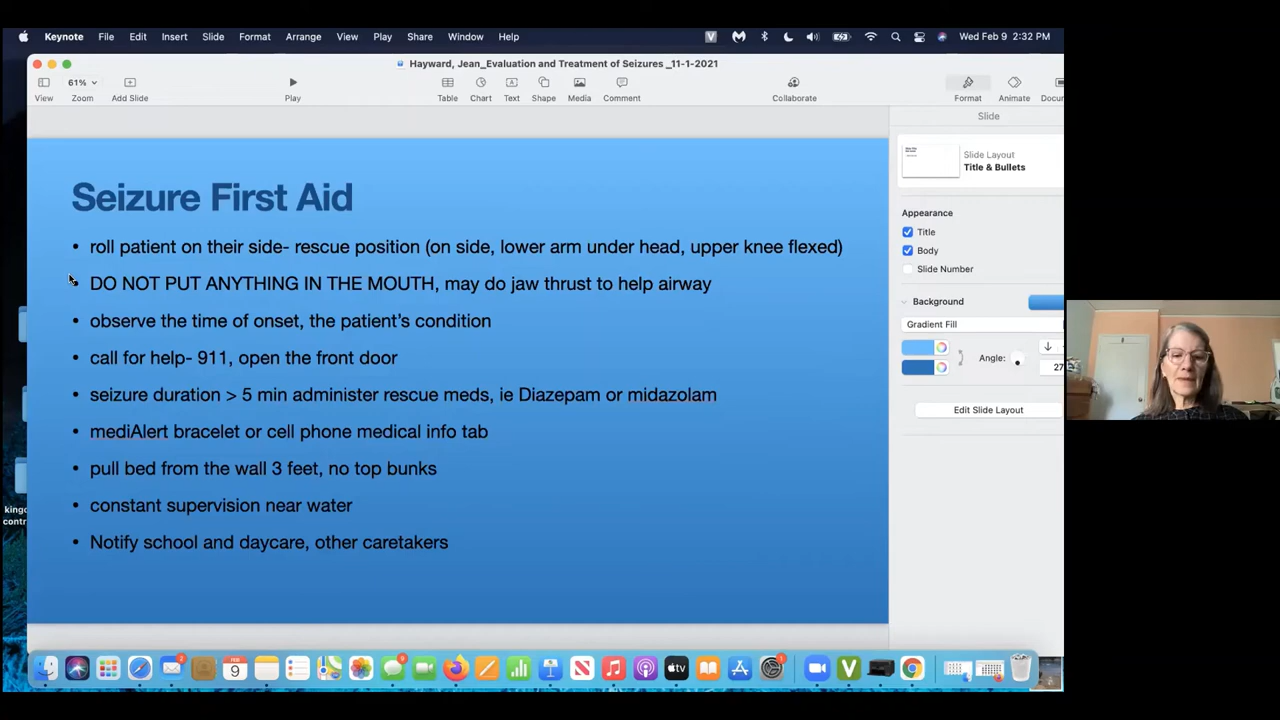 Keynote File Edit Insert Slide Format Arrange View Play Share Window Help V Wed Feb 9 2:32 PM
Hayward, Jean_Evaluation and Treatment of Seizures _11-1-2021
61%
View Zoom Add Slide Play Table Chart Text Shape Media Comment Collaborate Format Animate Docu
Slide
Slide Layout
Title & Bullets
Appearance
Title
Body
Slide Number
Background
Gradient Fill
Angle:
27
Edit Slide Layout
Seizure First Aid
• roll patient on their side- rescue position (on side, lower arm under head, upper knee flexed)
• DO NOT PUT ANYTHING IN THE MOUTH, may do jaw thrust to help airway
• observe the time of onset, the patient's condition
• call for help- 911, open the front door
• seizure duration > 5 min administer rescue meds, ie Diazepam or midazolam
• mediAlert bracelet or cell phone medical info tab
• pull bed from the wall 3 feet, no top bunks
• constant supervision near water
• Notify school and daycare, other caretakers
king
contr
FEB
9
tv
V